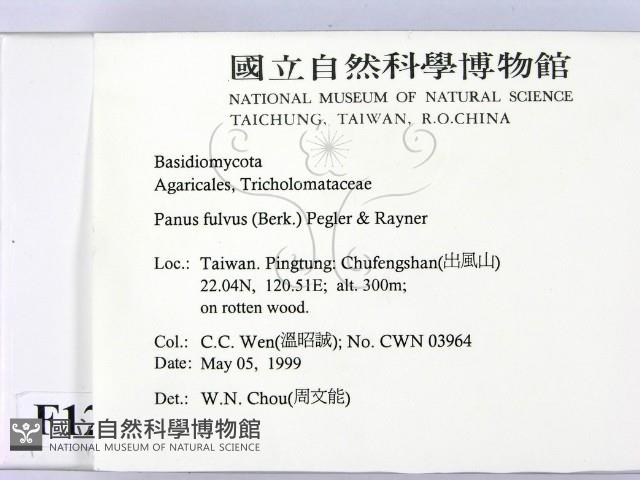 國立自然科學博物館
NATIONAL MUSEUM OF NATURAL SCIENCE
TAICHUNG, TAIWAN, R.O.CHINA
Basidiomycota
Agaricales, Tricholomataceae
Panus fulvus (Berk.) Pegler & Rayner
Loc.: Taiwan. Pingtung: Chufengshan(出風山)
22.04N, 120.51E; alt. 300m;
on rotten wood.
Col.: C.C. Wen(溫昭誠); No. CWN 03964
Date: May 05, 1999
Det.: W.N. Chou(周文能)
F12
國立自然科學博物館
NATIONAL MUSEUM OF NATURAL SCIENCE